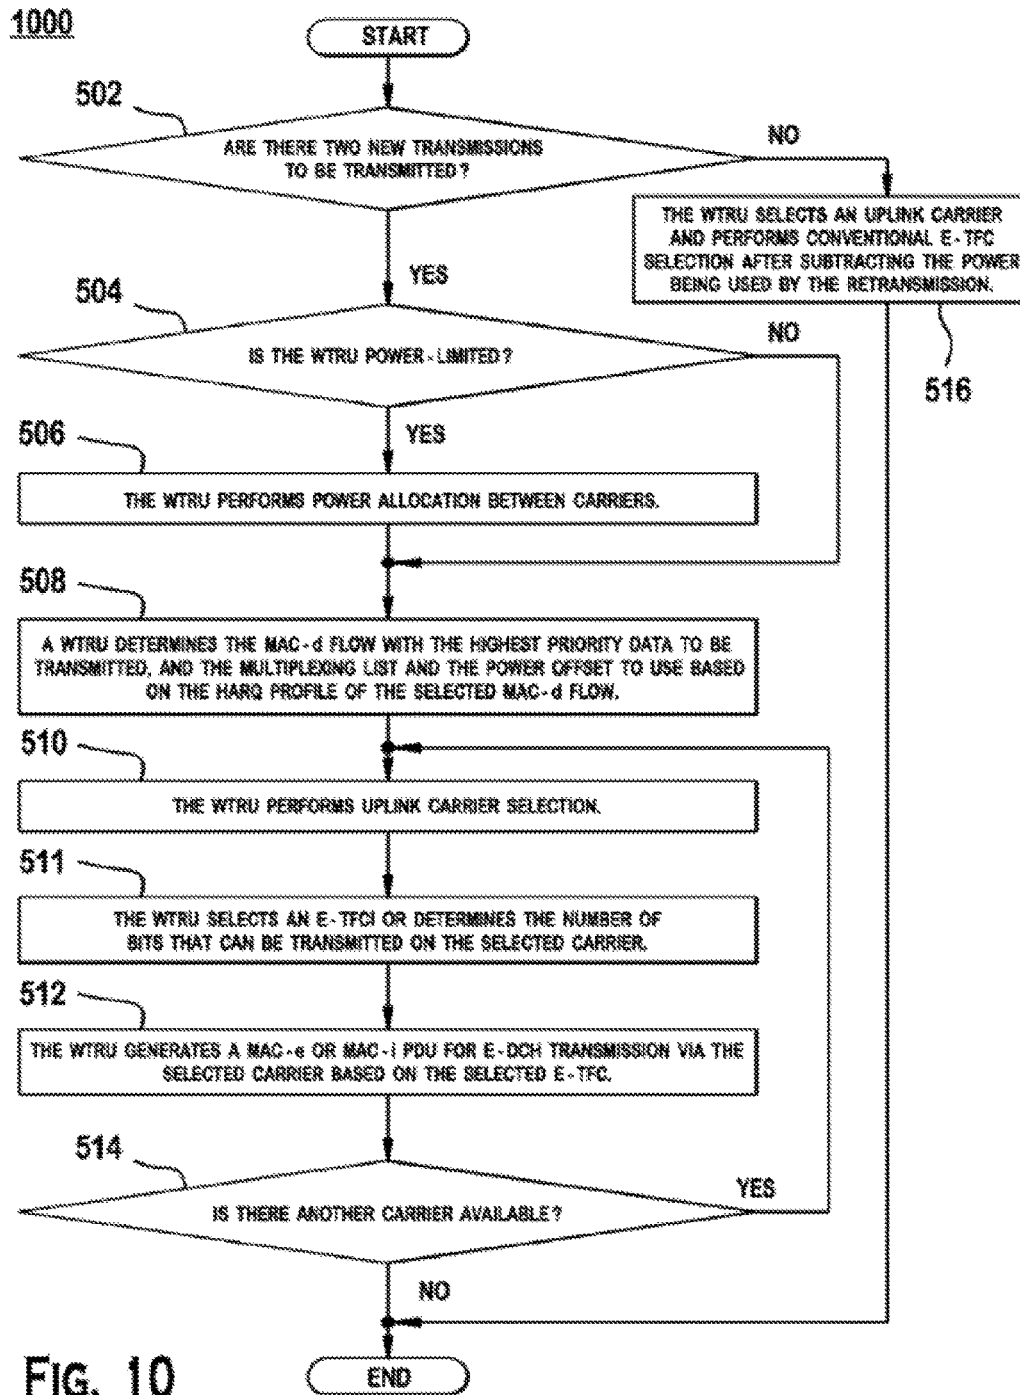 1000
START
502
ARE THERE TWO NEW TRANSMISSIONS
TO BE TRANSMITTED?
NO
THE WTRU SELECTS AN UPLINK CARRIER
AND PERFORMS CONVENTIONAL E-TFC
SELECTION AFTER SUBTRACTING THE POWER
BEING USED BY THE RETRANSMISSION.
516
YES
504
IS THE WTRU POWER-LIMITED?
NO
YES
506
THE WTRU PERFORMS POWER ALLOCATION BETWEEN CARRIERS.
508
A WTRU DETERMINES THE MAC-d FLOW WITH THE HIGHEST PRIORITY DATA TO BE
TRANSMITTED, AND THE MULTIPLEXING LIST AND THE POWER OFFSET TO USE BASED
ON THE HARQ PROFILE OF THE SELECTED MAC-d FLOW.
510
THE WTRU PERFORMS UPLINK CARRIER SELECTION.
511
THE WTRU SELECTS AN E-TFCI OR DETERMINES THE NUMBER OF
BITS THAT CAN BE TRANSMITTED ON THE SELECTED CARRIER.
512
THE WTRU GENERATES A MAC-e OR MAC-i PDU FOR E-DCH TRANSMISSION VIA THE
SELECTED CARRIER BASED ON THE SELECTED E-TFC.
514
IS THERE ANOTHER CARRIER AVAILABLE?
YES
NO
END
FIG. 10